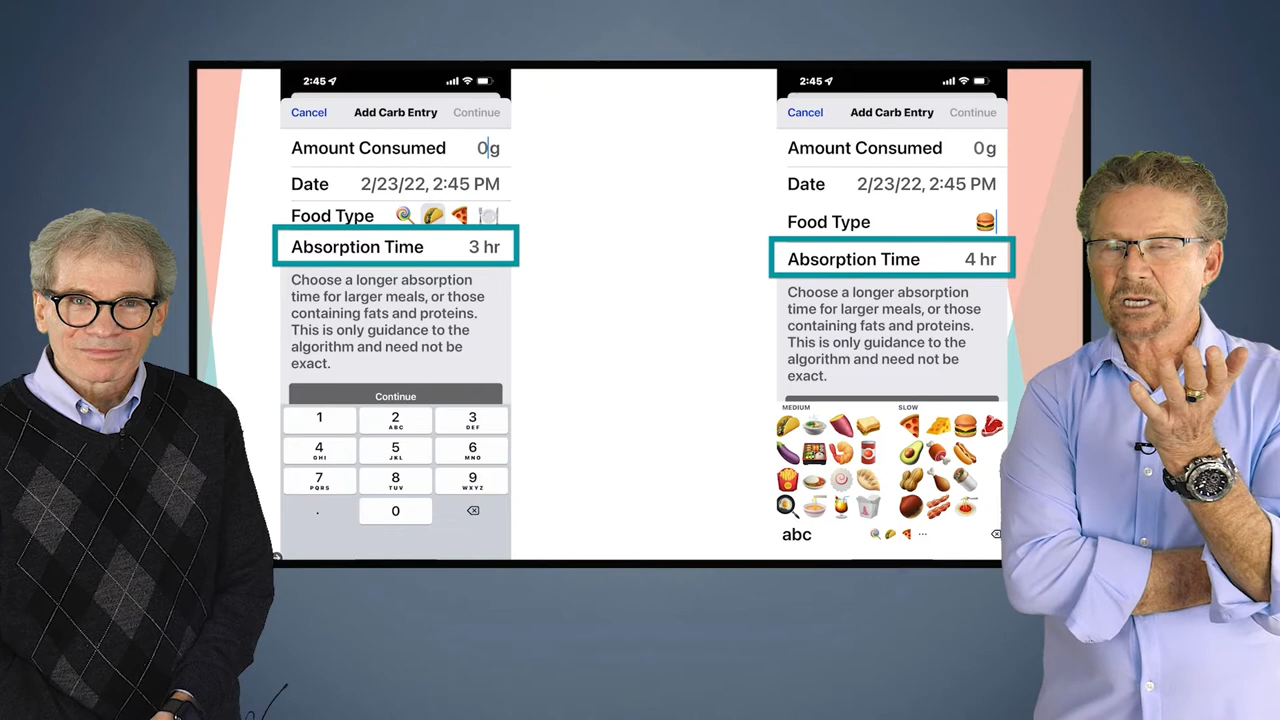 2:45
Cancel Add Carb Entry Continue
Amount Consumed 0g
Date 2/23/22, 2:45 PM
Food Type
Absorption Time 3 hr
Choose a longer absorption
time for larger meals, or those
containing fats and proteins.
This is only guidance to the
algorithm and need not be
exact.
Continue
1 2 3
ABC DEF
4 5 6
GHI JKL MNO
7 8 9
PQRS TUV WXYZ
. 0
2:45
Cancel Add Carb Entry Continue
Amount Consumed 0g
Date 2/23/22, 2:45 PM
Food Type
Absorption Time 4 hr
Choose a longer absorption
time for larger meals, or those
containing fats and proteins.
This is only guidance to the
algorithm and need not be
exact.
MEDIUM SLOW
abc